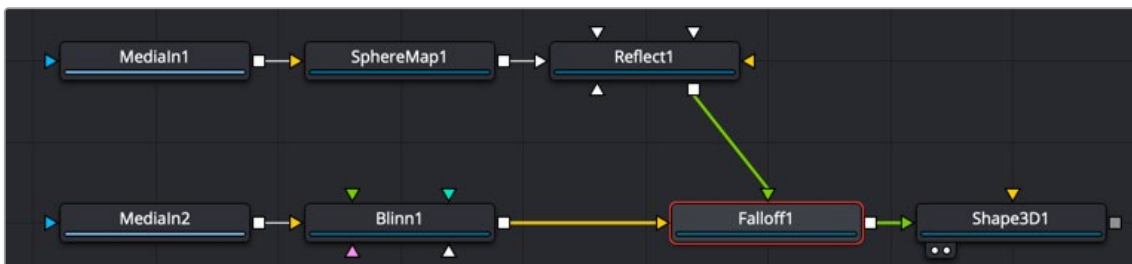 MediaIn1
SphereMap1
Reflect1
MediaIn2
Blinn1
Falloff1
Shape3D1